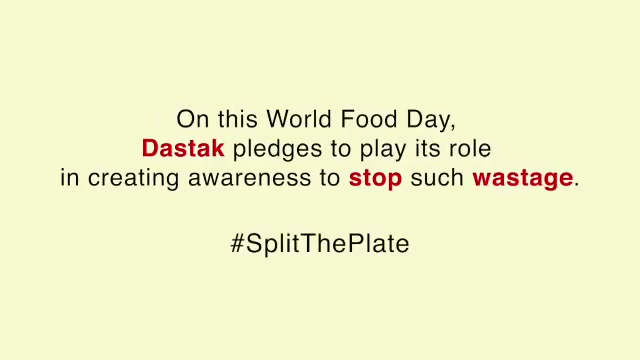 On this World Food Day,
Dastak pledges to play its role
in creating awareness to stop such wastage.
#SplitThePlate